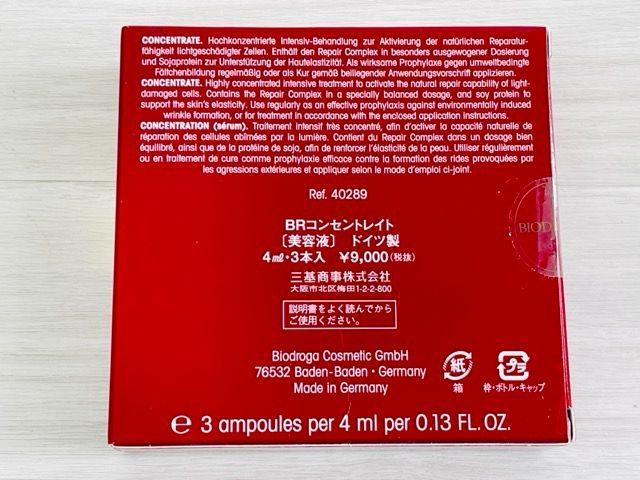 CONCENTRATE. Hochkonzentrierte Intensiv-Behandlung zur Aktivierung der natürlichen Reparatur-
fähigkeit lichtgeschädigter Zellen. Enthält den Repair Complex in besonders ausgewogener Dosierung
und Sojaprotein zur Unterstützung der Hautelastizität. Als wirksame Prophylaxe gegen umweltbedingte
Fältchenbildung regelmäßig oder als Kur gemäß beiliegender Anwendungsvorschrift applizieren.
CONCENTRATE. Highly concentrated intensive treatment to activate the natural repair capability of light-
damaged cells. Contains the Repair Complex in a specially balanced dosage, and soy protein to
support the skin's elasticity. Use regularly as an effective prophylaxis against environmentally induced
wrinkle formation, or for treatment in accordance with the enclosed application instructions.
CONCENTRATION (sérum). Traitement intensif très concentré, afin d'activer la capacité naturelle de
réparation des cellules abîmées par la lumière. Contient du Repair Complex dans un dosage bien
équilibré, ainsi que de la protéine de soja, afin de renforcer l'élasticité de la peau. Utiliser régulièrement
ou en traitement de cure comme prophylaxie efficace contre la formation des rides provoquées par
les agressions extérieures et appliquer selon le mode d'emploi ci-joint.
Ref. 40289
BRコンセントレイト
〔美容液〕 ドイツ製
4㎖・3本入 ¥9,000(税抜)
三基商事株式会社
大阪市北区梅田1-2-2-800
説明書をよく読んでから
ご使用ください。
BIOD
Biodroga Cosmetic GmbH
76532 Baden-Baden · Germany
Made in Germany
紙
箱
プラ
枠・ボトル・キャップ
℮ 3 ampoules per 4 ml per 0.13 FL. OZ.